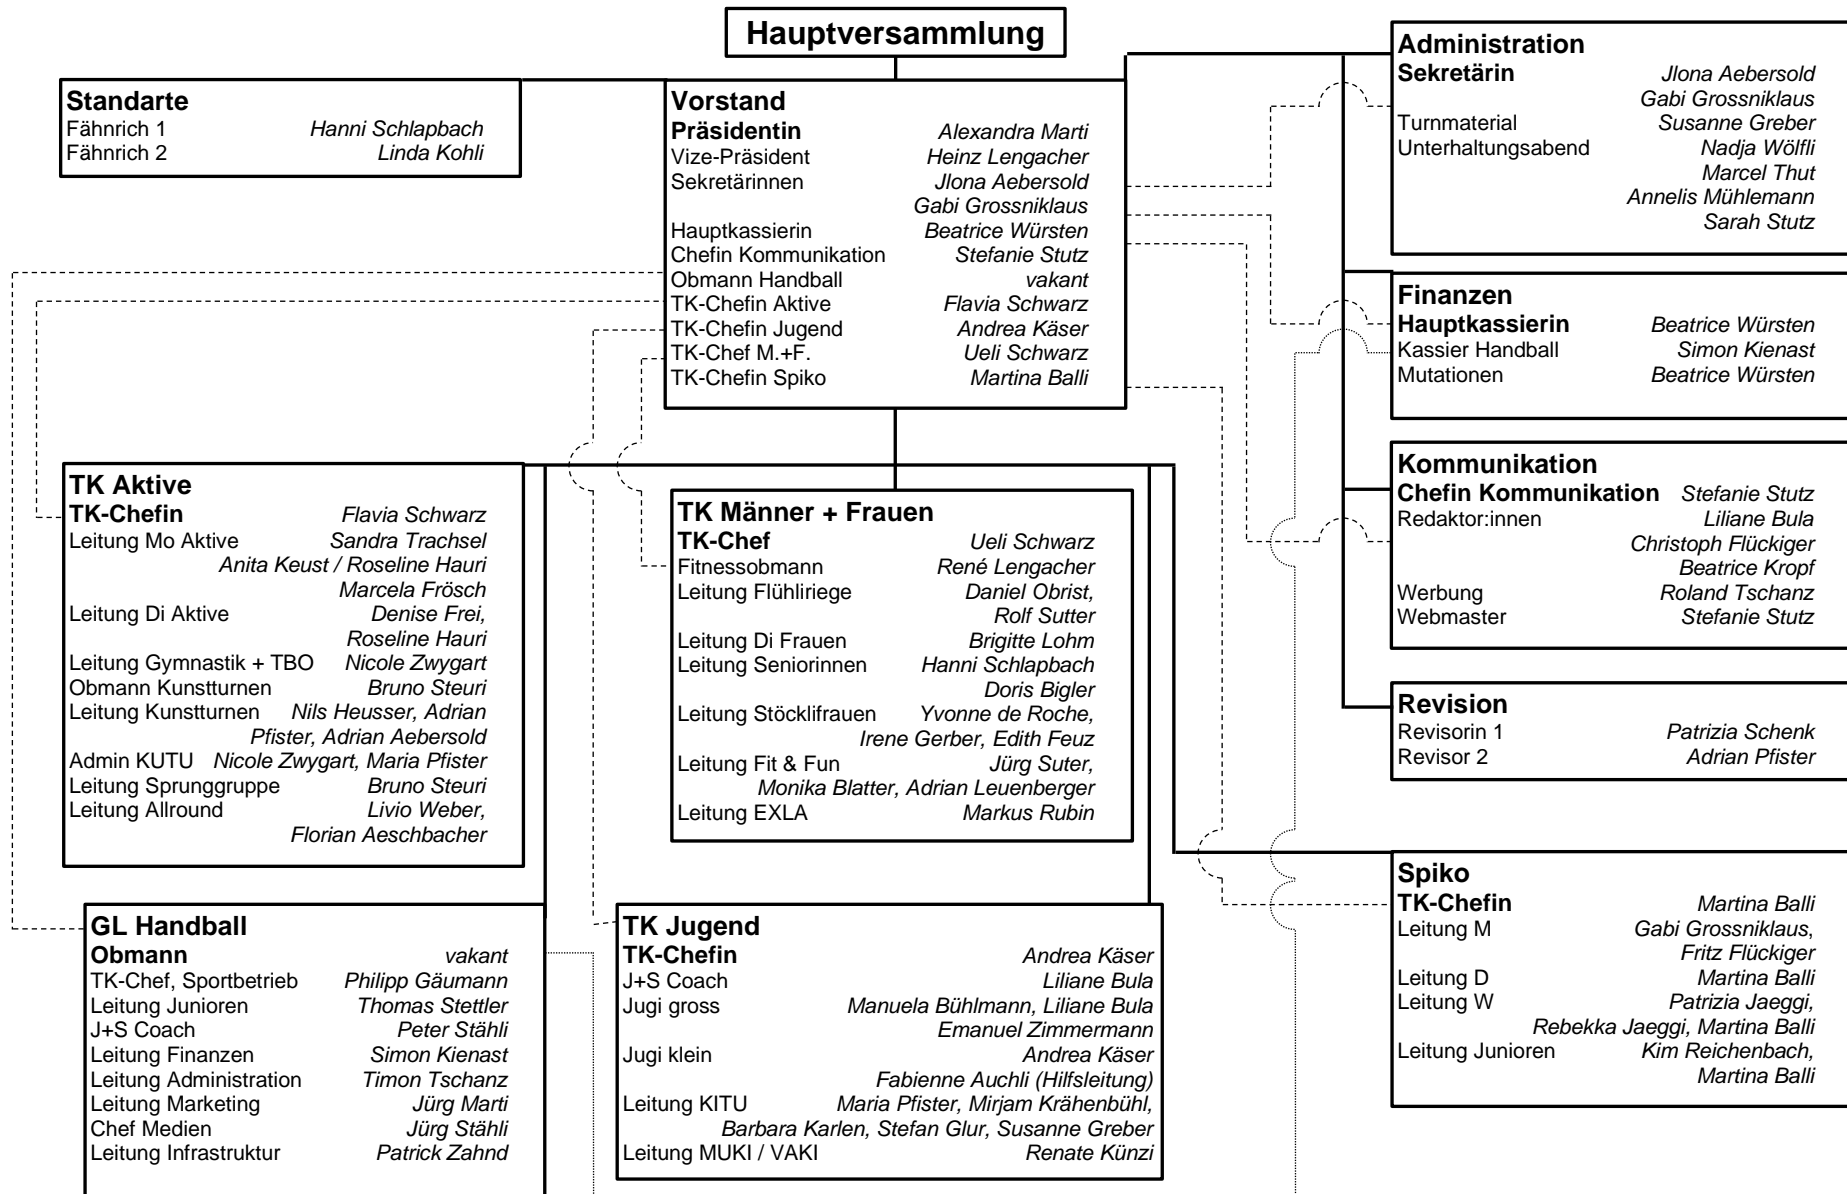 Hauptversammlung
Standarte
Fähnrich 1 Hanni Schlapbach
Fähnrich 2 Linda Kohli
Vorstand
Präsidentin Alexandra Marti
Vize-Präsident Heinz Lengacher
Sekretärinnen Jlona Aebersold
Gabi Grossniklaus
Hauptkassierin Beatrice Würsten
Chefin Kommunikation Stefanie Stutz
Obmann Handball vakant
TK-Chefin Aktive Flavia Schwarz
TK-Chefin Jugend Andrea Käser
TK-Chef M.+F. Ueli Schwarz
TK-Chefin Spiko Martina Balli
Administration
Sekretärin Jlona Aebersold
Gabi Grossniklaus
Turnmaterial Susanne Greber
Unterhaltungsabend Nadja Wölfli
Marcel Thut
Annelis Mühlemann
Sarah Stutz
Finanzen
Hauptkassierin Beatrice Würsten
Kassier Handball Simon Kienast
Mutationen Beatrice Würsten
Kommunikation
Chefin Kommunikation Stefanie Stutz
Redaktor:innen Liliane Bula
Christoph Flückiger
Beatrice Kropf
Werbung Roland Tschanz
Webmaster Stefanie Stutz
Revision
Revisorin 1 Patrizia Schenk
Revisor 2 Adrian Pfister
TK Aktive
TK-Chefin Flavia Schwarz
Leitung Mo Aktive Sandra Trachsel
Anita Keust / Roseline Hauri
Marcela Frösch
Leitung Di Aktive Denise Frei,
Roseline Hauri
Leitung Gymnastik + TBO Nicole Zwygart
Obmann Kunstturnen Bruno Steuri
Leitung Kunstturnen Nils Heusser, Adrian
Pfister, Adrian Aebersold
Admin KUTU Nicole Zwygart, Maria Pfister
Leitung Sprunggruppe Bruno Steuri
Leitung Allround Livio Weber,
Florian Aeschbacher
TK Männer + Frauen
TK-Chef Ueli Schwarz
Fitnessobmann René Lengacher
Leitung Flühliriege Daniel Obrist,
Rolf Sutter
Leitung Di Frauen Brigitte Lohm
Leitung Seniorinnen Hanni Schlapbach
Doris Bigler
Leitung Stöcklifrauen Yvonne de Roche,
Irene Gerber, Edith Feuz
Leitung Fit & Fun Jürg Suter,
Monika Blatter, Adrian Leuenberger
Leitung EXLA Markus Rubin
GL Handball
Obmann vakant
TK-Chef, Sportbetrieb Philipp Gäumann
Leitung Junioren Thomas Stettler
J+S Coach Peter Stähli
Leitung Finanzen Simon Kienast
Leitung Administration Timon Tschanz
Leitung Marketing Jürg Marti
Chef Medien Jürg Stähli
Leitung Infrastruktur Patrick Zahnd
TK Jugend
TK-Chefin Andrea Käser
J+S Coach Liliane Bula
Jugi gross Manuela Bühlmann, Liliane Bula
Emanuel Zimmermann
Jugi klein Andrea Käser
Fabienne Auchli (Hilfsleitung)
Leitung KITU Maria Pfister, Mirjam Krähenbühl,
Barbara Karlen, Stefan Glur, Susanne Greber
Leitung MUKI / VAKI Renate Künzi
Spiko
TK-Chefin Martina Balli
Leitung M Gabi Grossniklaus,
Fritz Flückiger
Leitung D Martina Balli
Leitung W Patrizia Jaeggi,
Rebekka Jaeggi, Martina Balli
Leitung Junioren Kim Reichenbach,
Martina Balli